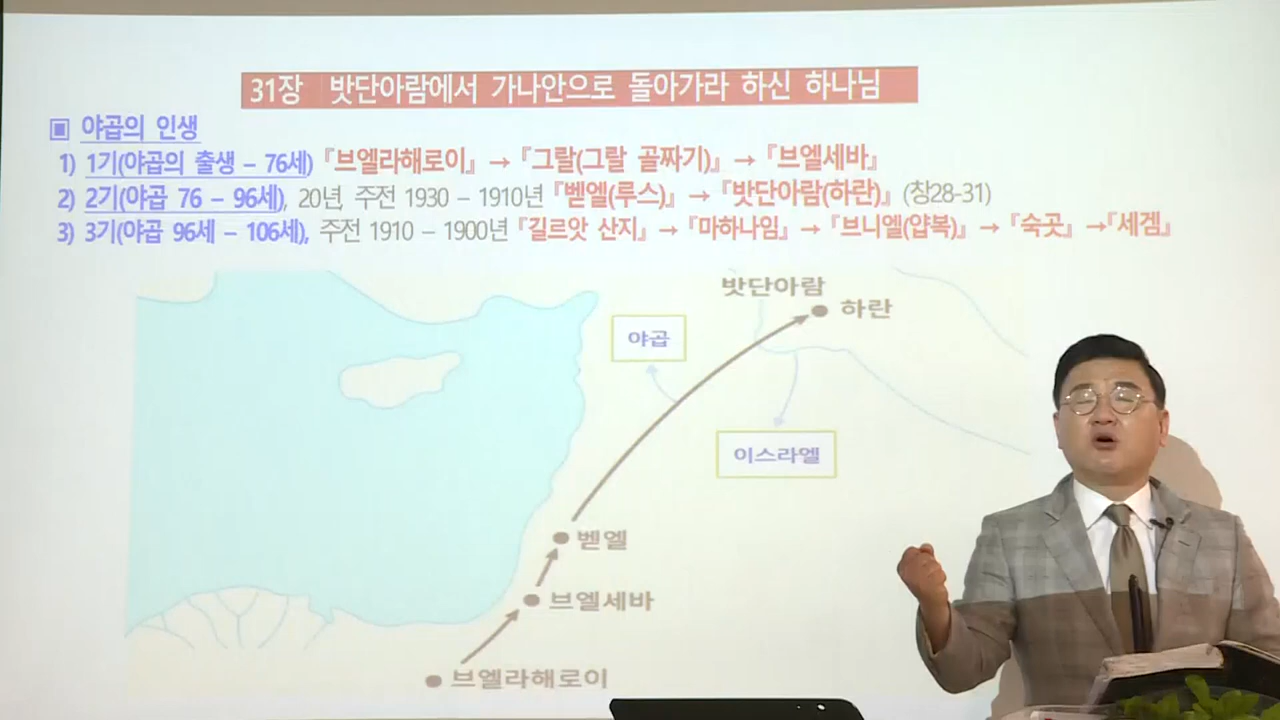 31장 밧단아람에서 가나안으로 돌아가라 하신 하나님
▣ 야곱의 인생
1) 1기(야곱의 출생 – 76세) 『브엘라해로이』 → 『그랄(그랄 골짜기)』 → 『브엘세바』
2) 2기(야곱 76 – 96세), 20년, 주전 1930 – 1910년 『벧엘(루스)』 → 『밧단아람(하란)』 (창28-31)
3) 3기(야곱 96세 – 106세), 주전 1910 – 1900년 『길르앗 산지』 → 『마하나임』 → 『브니엘(얍복)』 → 『숙곳』 →『세겜』
밧단아람
하란
야곱
이스라엘
벧엘
브엘세바
브엘라해로이